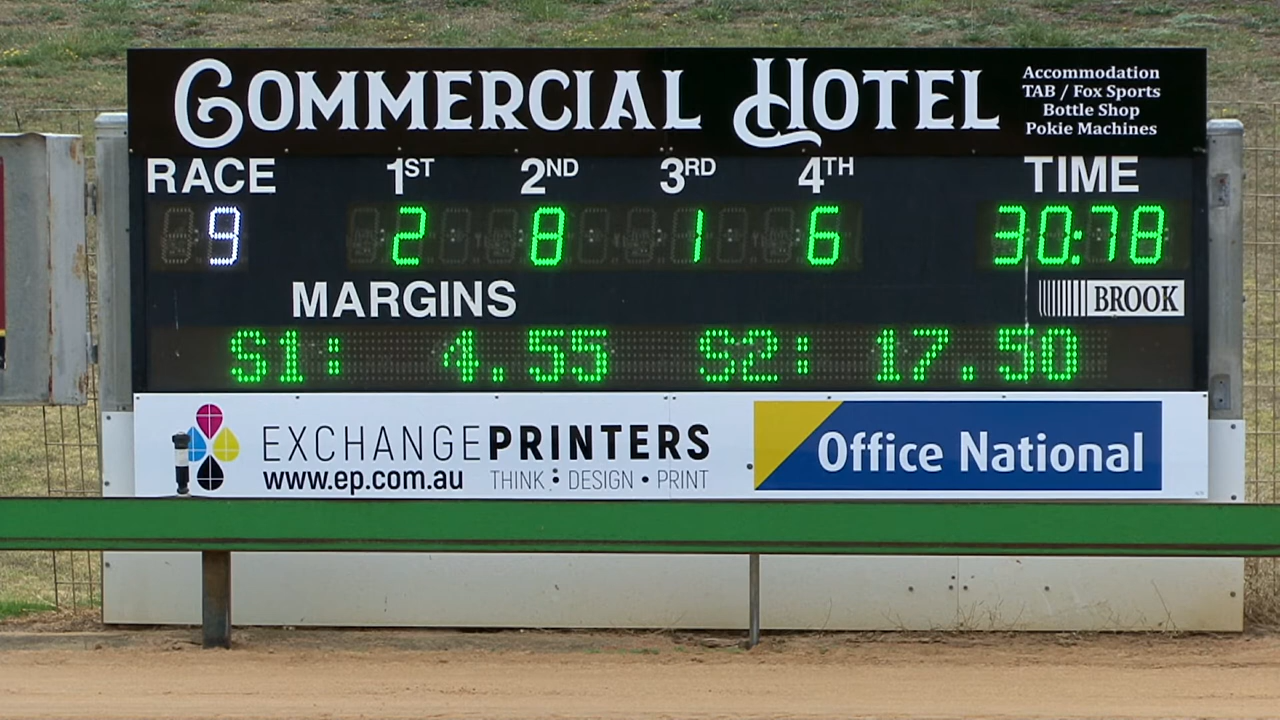 COMMERCIAL HOTEL
Accommodation
TAB / Fox Sports
Bottle Shop
Pokie Machines
RACE 1ST 2ND 3RD 4TH TIME
9 2 8 1 6 30:78
MARGINS
BROOK
S1: 4.55 S2: 17.50
EXCHANGEPRINTERS
www.ep.com.au THINK : DESIGN • PRINT
Office National